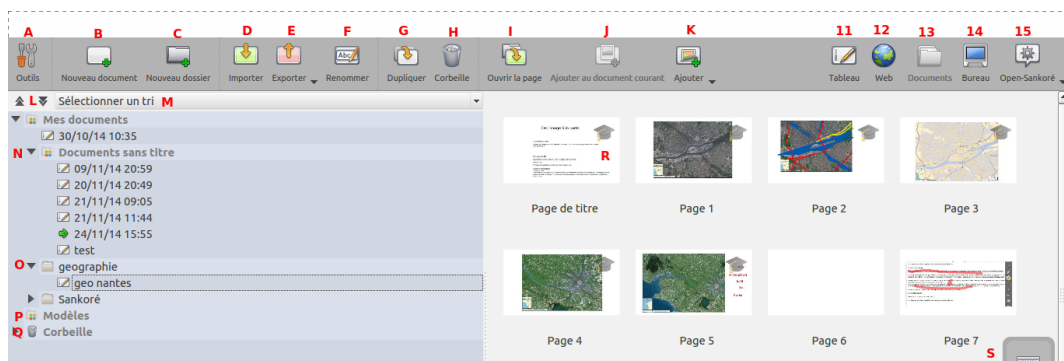 A B C D E F G H I J K 11 12 13 14 15
Outils Nouveau document Nouveau dossier Importer Exporter Renommer Dupliquer Corbeille Ouvrir la page Ajouter au document courant Ajouter Tableau Web Documents Bureau Open-Sankoré
L Sélectionner un tri M
Mes documents
30/10/14 10:35
N Documents sans titre
09/11/14 20:59
20/11/14 20:49
21/11/14 09:05
21/11/14 11:44
24/11/14 15:55
test
O geographie
geo nantes
Sankoré
P Modèles
Q Corbeille
R
Page de titre Page 1 Page 2 Page 3
Page 4 Page 5 Page 6 Page 7
S